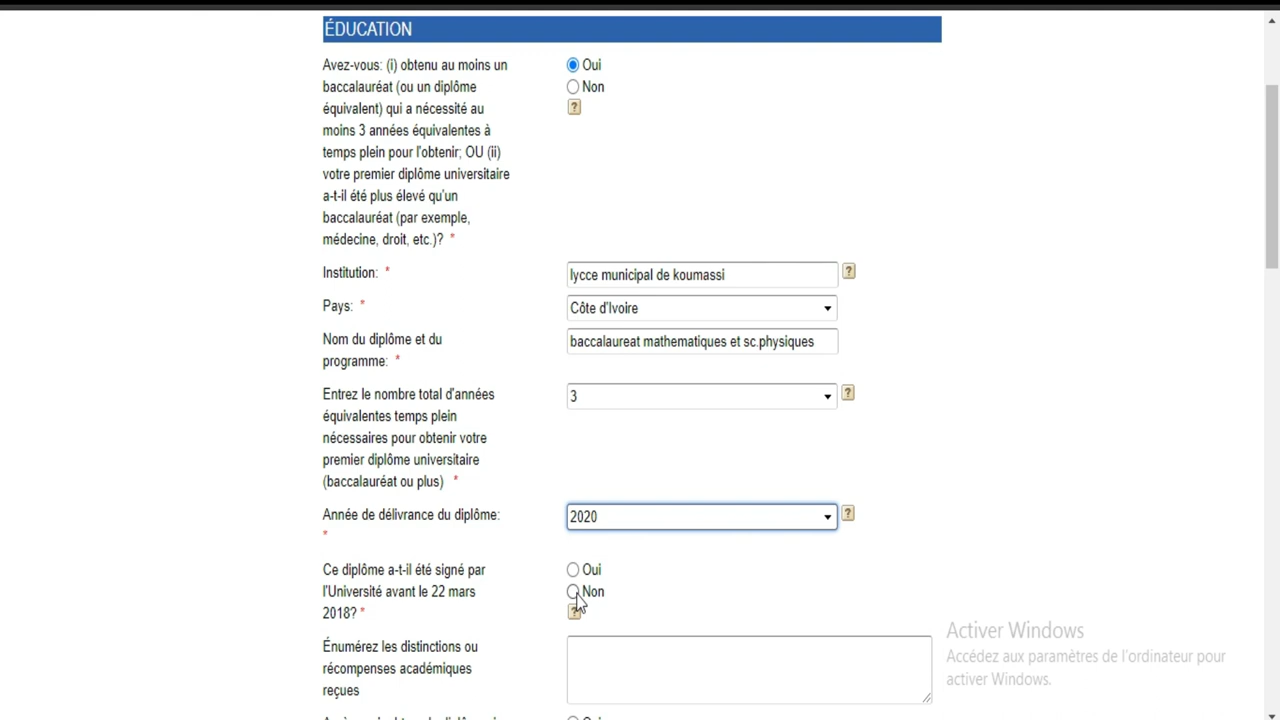 ÉDUCATION
Avez-vous: (i) obtenu au moins un
baccalauréat (ou un diplôme
équivalent) qui a nécessité au
moins 3 années équivalentes à
temps plein pour l'obtenir; OU (ii)
votre premier diplôme universitaire
a-t-il été plus élevé qu'un
baccalauréat (par exemple,
médecine, droit, etc.)? *
Oui
Non
?
Institution: *
lycce municipal de koumassi
?
Pays: *
Côte d'Ivoire
Nom du diplôme et du
programme: *
baccalaureat mathematiques et sc.physiques
Entrez le nombre total d'années
équivalentes temps plein
nécessaires pour obtenir votre
premier diplôme universitaire
(baccalauréat ou plus) *
3
?
Année de délivrance du diplôme:
*
2020
?
Ce diplôme a-t-il été signé par
l'Université avant le 22 mars
2018? *
Oui
Non
?
Énumérez les distinctions ou
récompenses académiques
reçues
Activer Windows
Accédez aux paramètres de l'ordinateur pour
activer Windows.